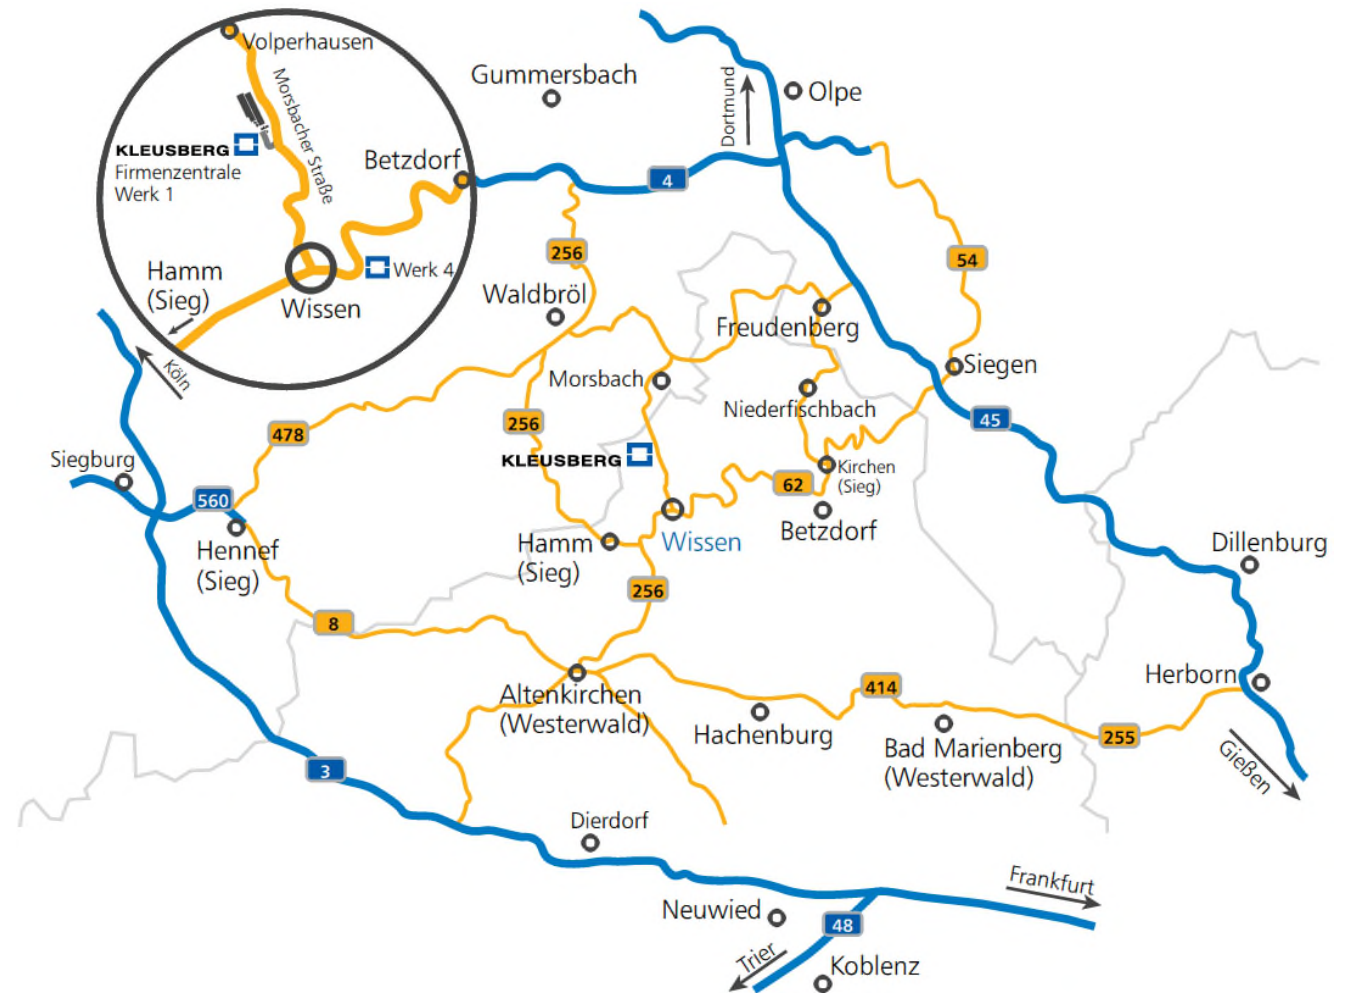 Volperhausen
Morsbacher Straße
KLEUSBERG
Firmenzentrale
Werk 1
Betzdorf
Werk 4
Hamm
(Sieg)
Wissen
Gummersbach
Dortmund
Olpe
4
256
54
Waldbröl
Freudenberg
Siegen
Köln
Morsbach
Niederfischbach
256
45
478
KLEUSBERG
Siegburg
Kirchen
(Sieg)
62
560
Betzdorf
Wissen
Hamm
(Sieg)
Hennef
(Sieg)
Dillenburg
256
8
Herborn
414
Altenkirchen
(Westerwald)
Hachenburg
255
Bad Marienberg
(Westerwald)
Gießen
3
Dierdorf
Frankfurt
Neuwied
48
Trier
Koblenz